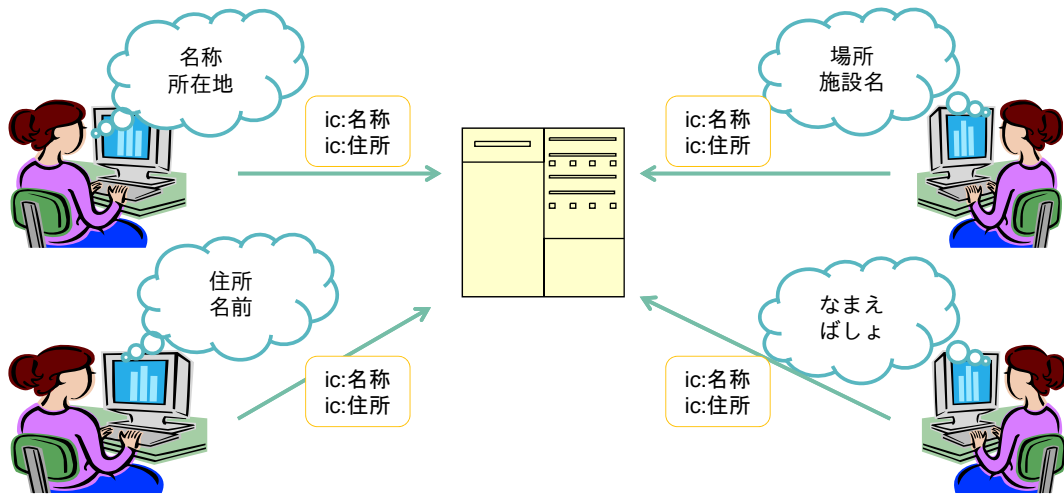 名称
所在地
場所
施設名
ic:名称
ic:住所
ic:名称
ic:住所
住所
名前
なまえ
ばしょ
ic:名称
ic:住所
ic:名称
ic:住所